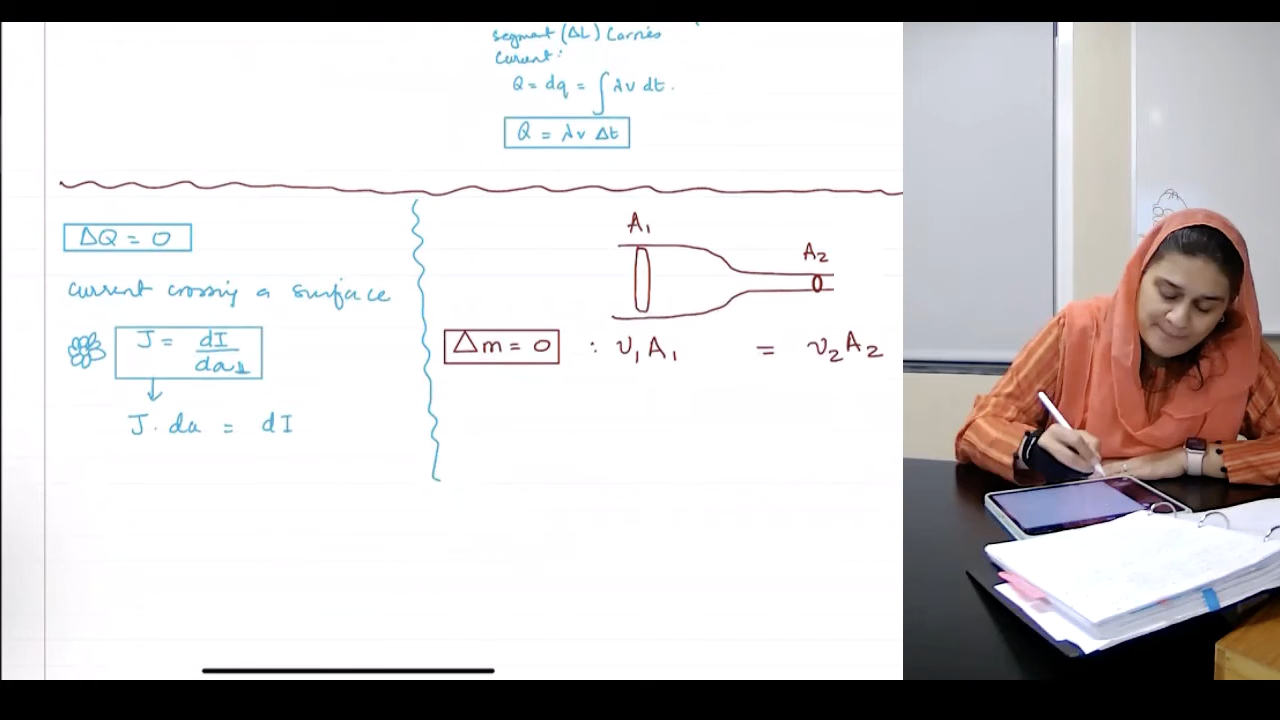 segment (ΔL) Carries
Curent:
Q = dq = ∫ λv dt.
Q = λv Δt
ΔQ = 0
Current crossing a surface
J = dI/da⊥
J. da = dI
A₁
A₂
Δm = 0 : v₁A₁ = v₂A₂